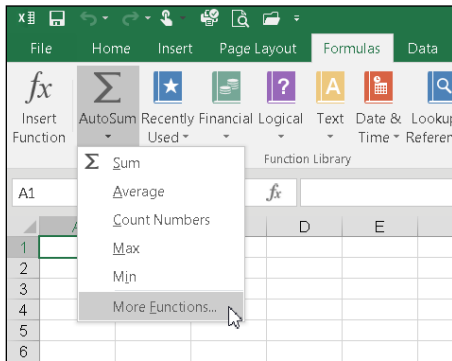 File Home Insert Page Layout Formulas Data
fx Σ ? A
Insert AutoSum Recently Financial Logical Text Date & Lookup
Function Used Time Referen
Function Library
Σ Sum
A1 fx
Average
Count Numbers
D E
Max
1
Min
2
3
More Functions...
4
5
6